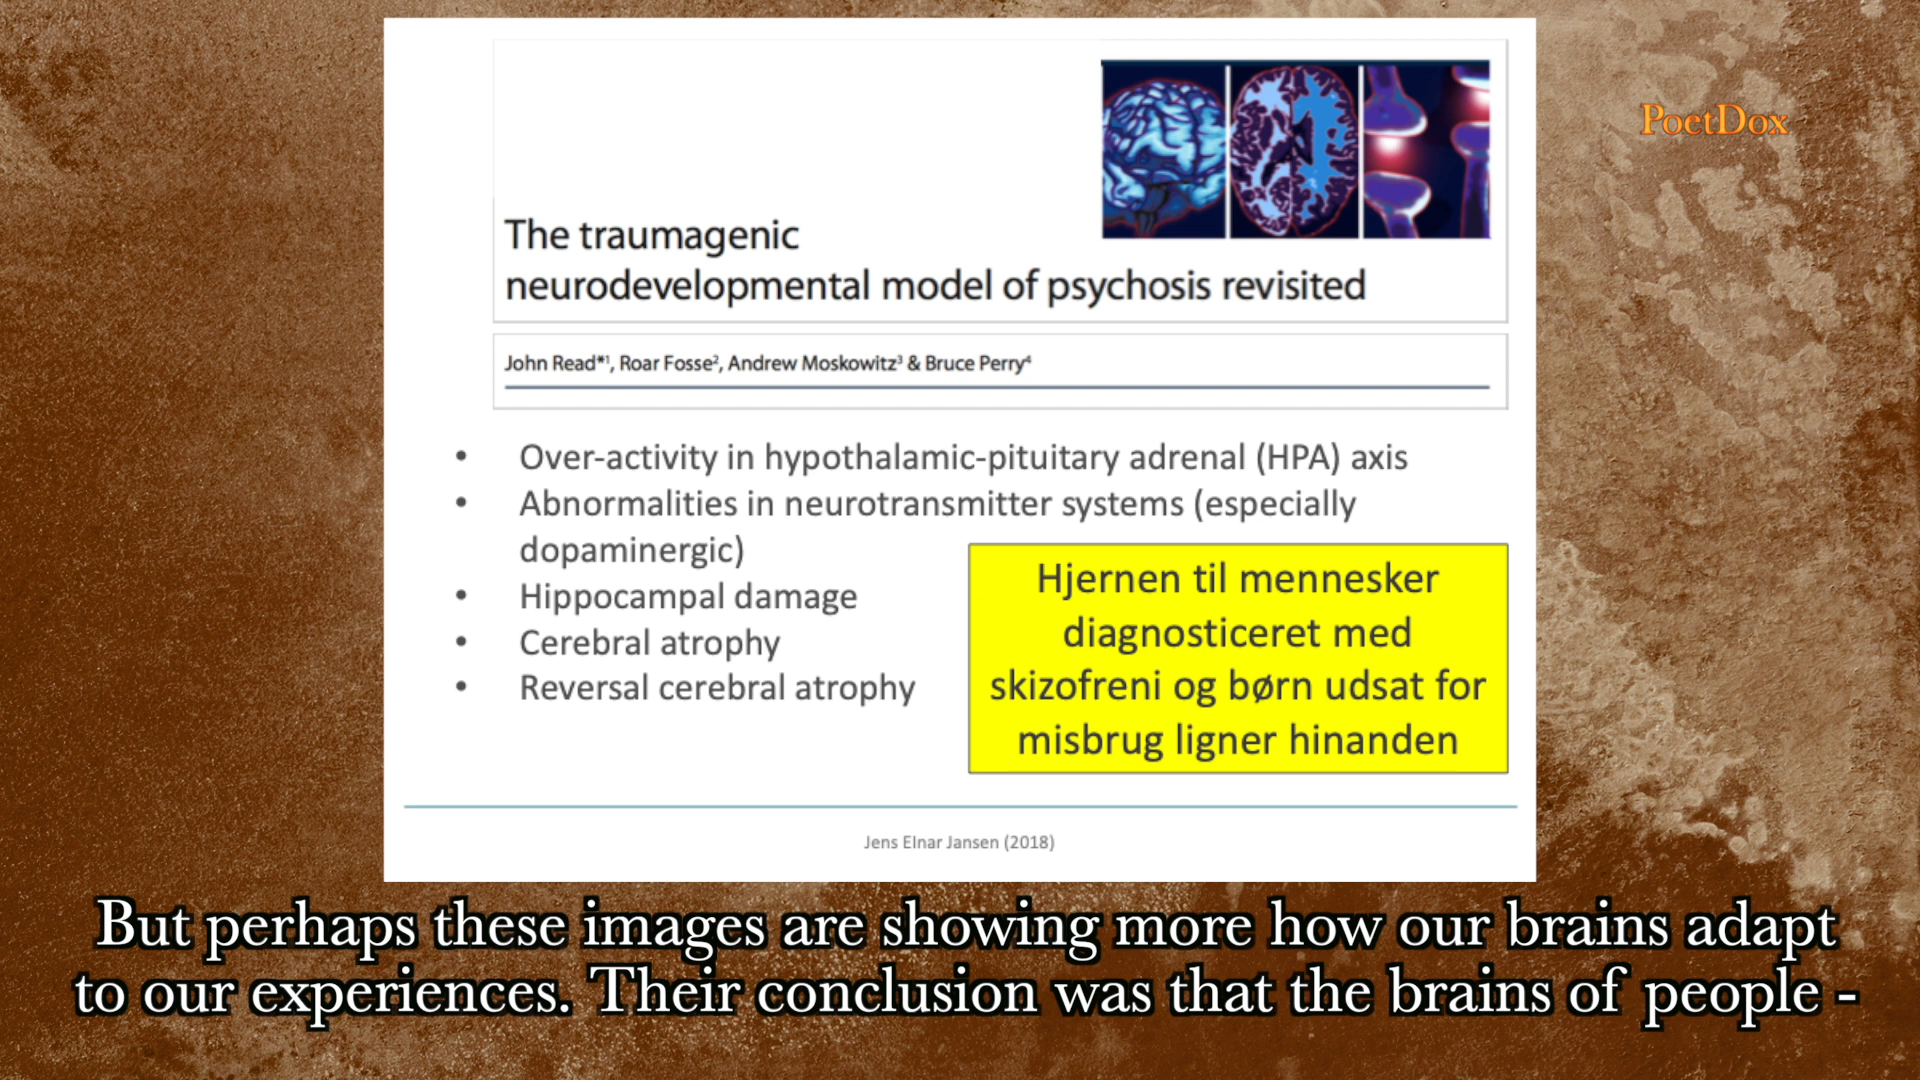 PoetDox
The traumagenic
neurodevelopmental model of psychosis revisited
John Read*¹, Roar Fosse², Andrew Moskowitz³ & Bruce Perry⁴
• Over-activity in hypothalamic-pituitary adrenal (HPA) axis
• Abnormalities in neurotransmitter systems (especially
dopaminergic)
• Hippocampal damage
• Cerebral atrophy
• Reversal cerebral atrophy
Hjernen til mennesker
diagnosticeret med
skizofreni og børn udsat for
misbrug ligner hinanden
Jens EInar Jansen (2018)
But perhaps these images are showing more how our brains adapt
to our experiences. Their conclusion was that the brains of people -